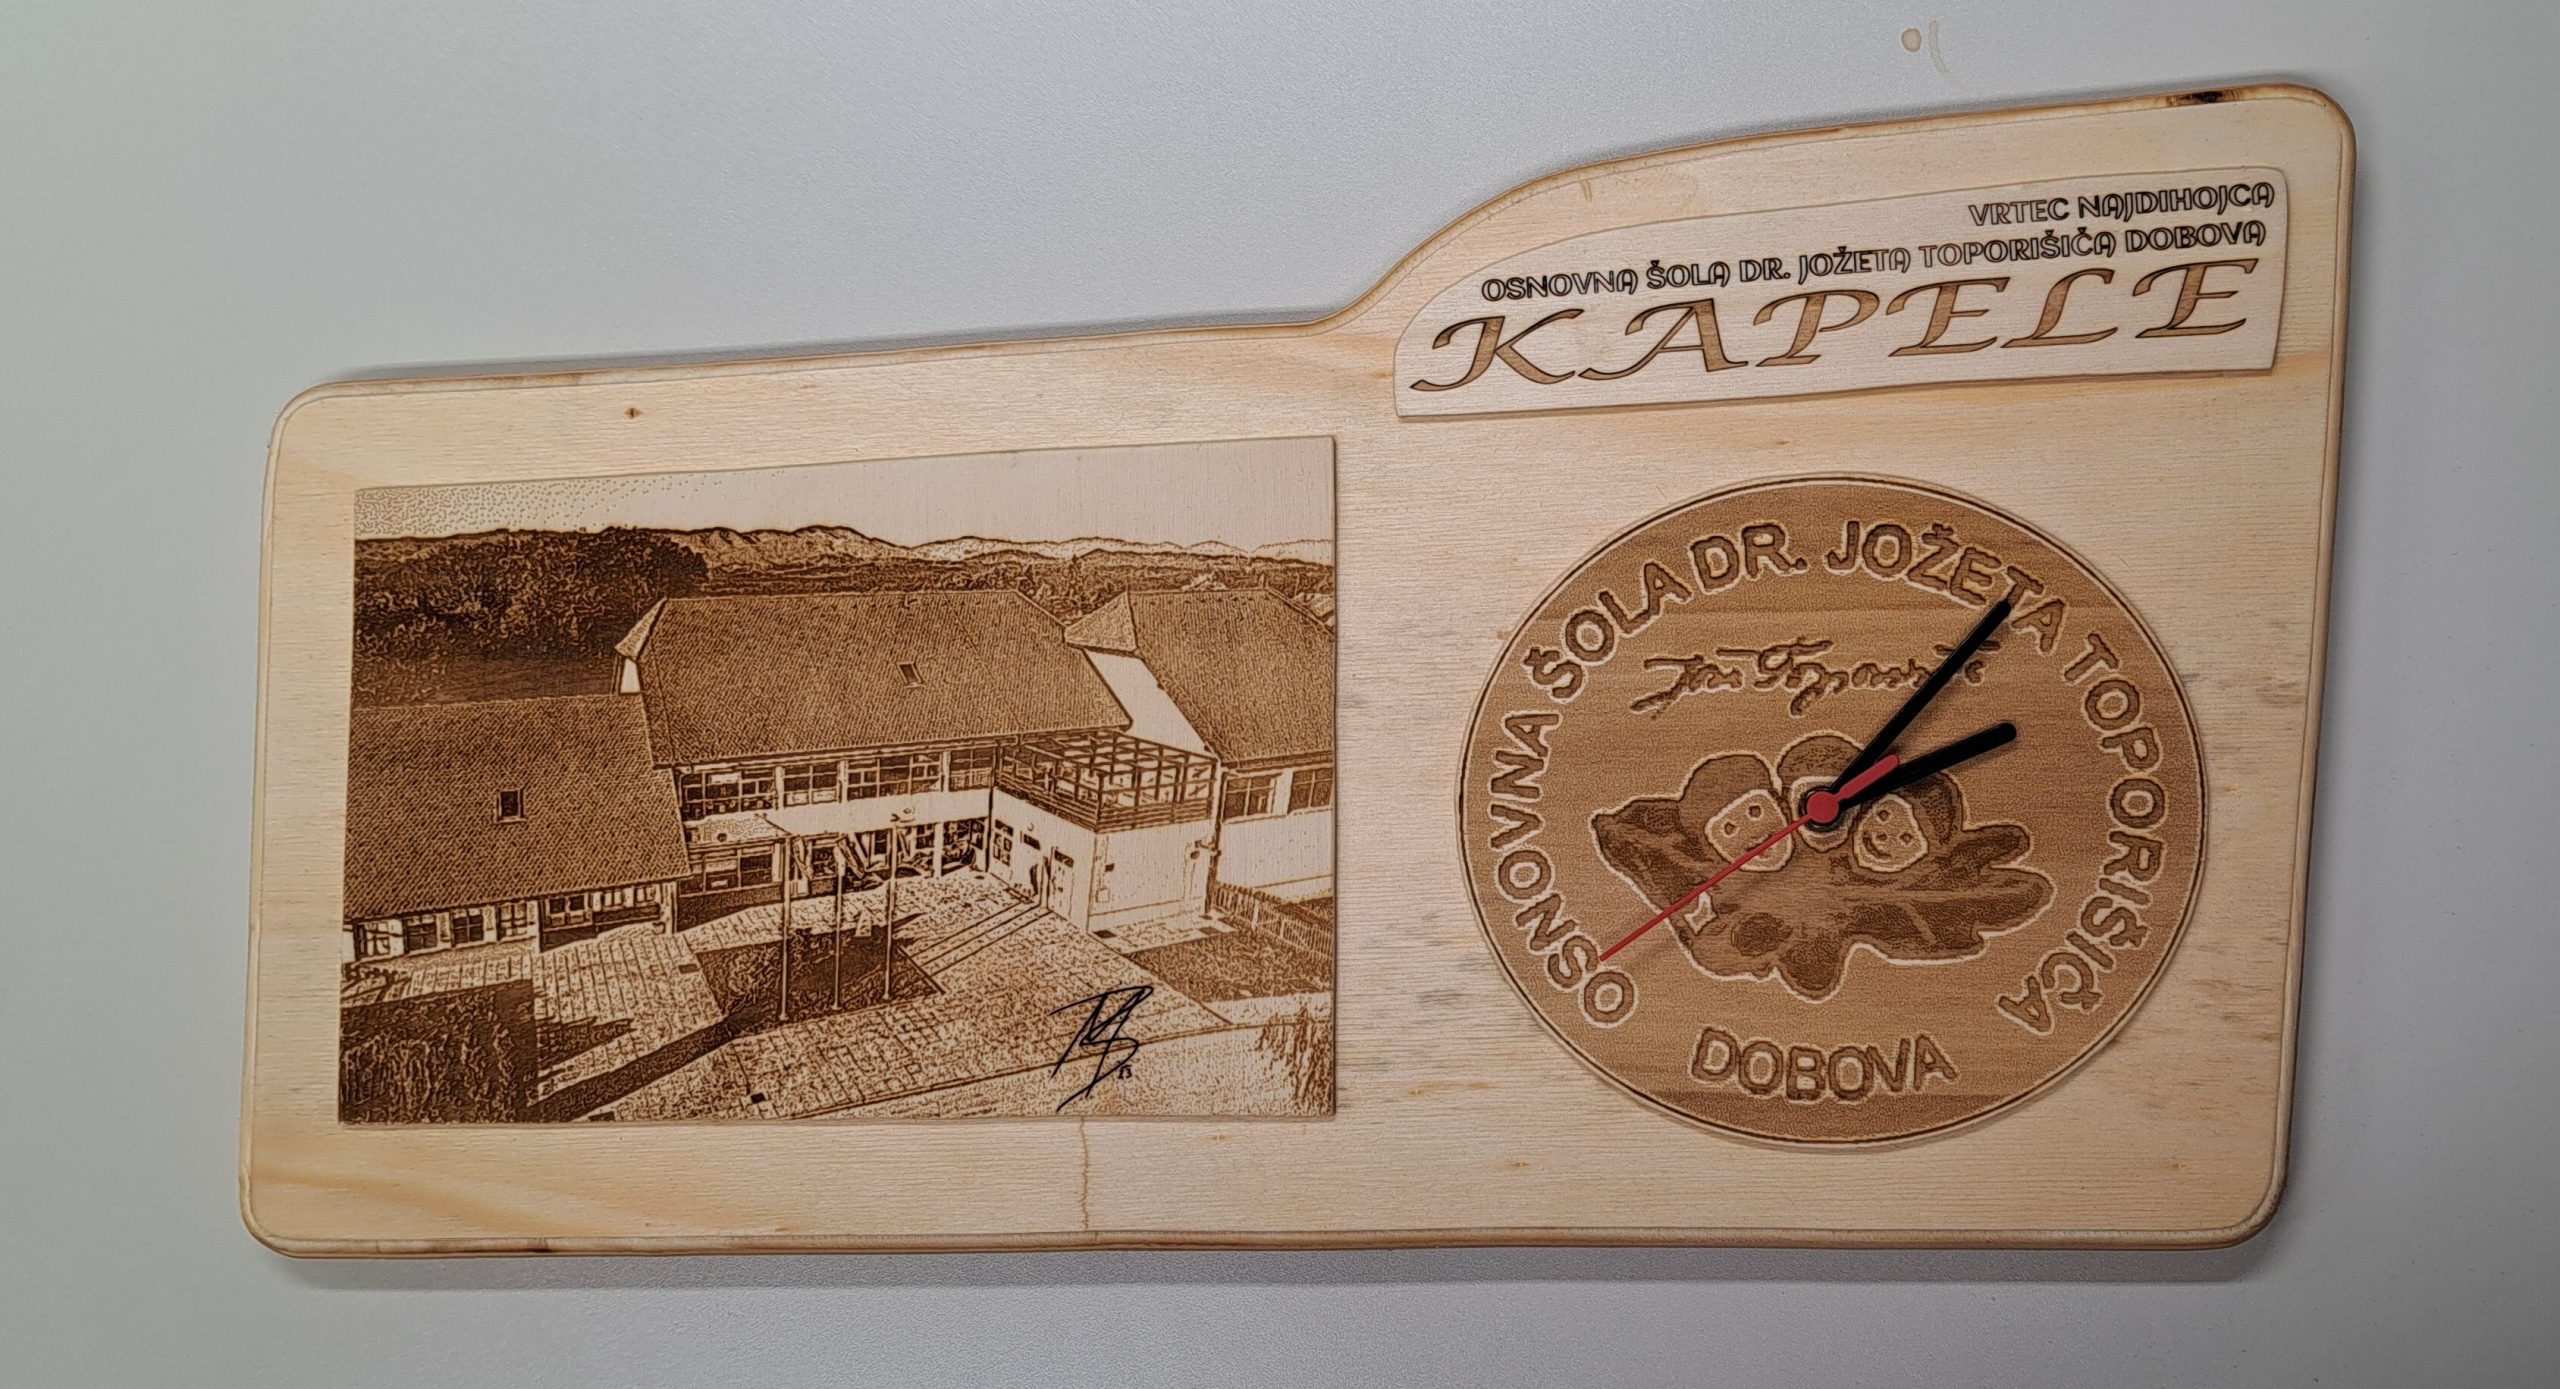 VRTEC NAJDIHOJCA
OSNOVNA ŠOLA DR. JOŽETA TOPORIŠIČA DOBOVA
KAPELE
OSNOVNA ŠOLA DR. JOŽETA TOPORIŠIČA
DOBOVA